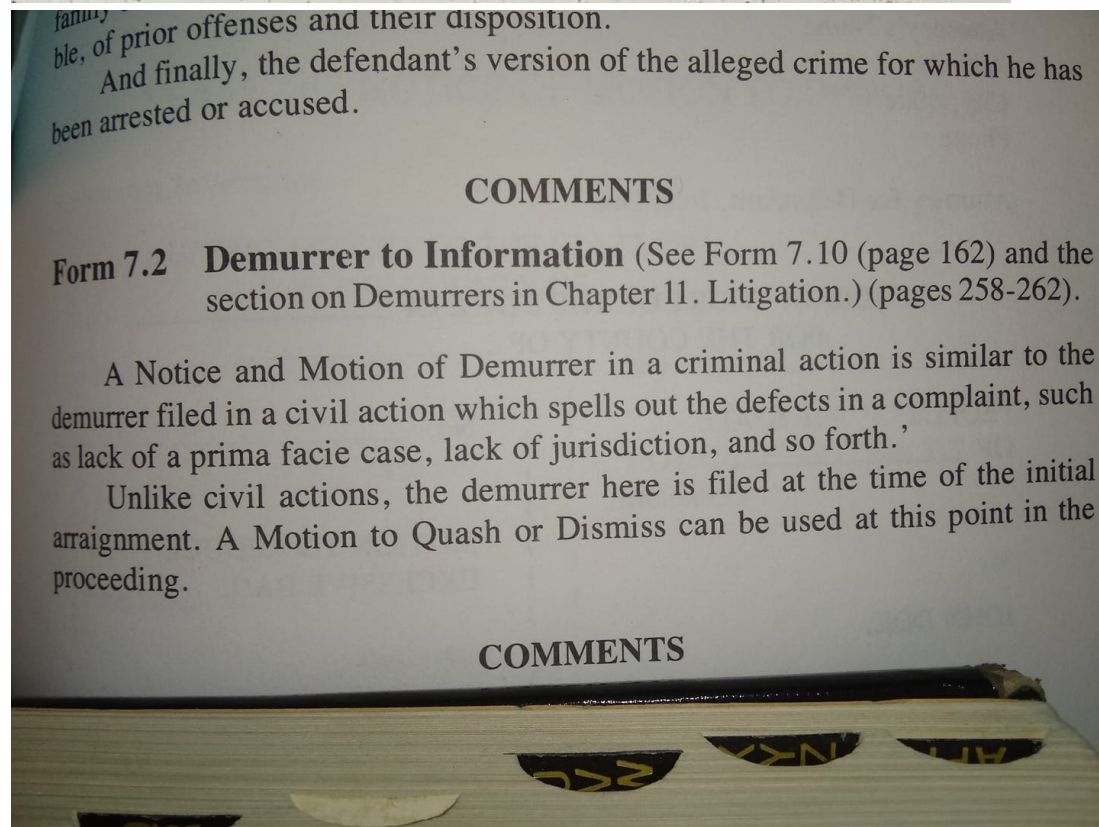 family
ble, of prior offenses and their disposition.
And finally, the defendant's version of the alleged crime for which he has
been arrested or accused.
COMMENTS
Form 7.2 Demurrer to Information (See Form 7.10 (page 162) and the
section on Demurrers in Chapter 11. Litigation.) (pages 258-262).
A Notice and Motion of Demurrer in a criminal action is similar to the
demurrer filed in a civil action which spells out the defects in a complaint, such
as lack of a prima facie case, lack of jurisdiction, and so forth.’
Unlike civil actions, the demurrer here is filed at the time of the initial
arraignment. A Motion to Quash or Dismiss can be used at this point in the
proceeding.
COMMENTS